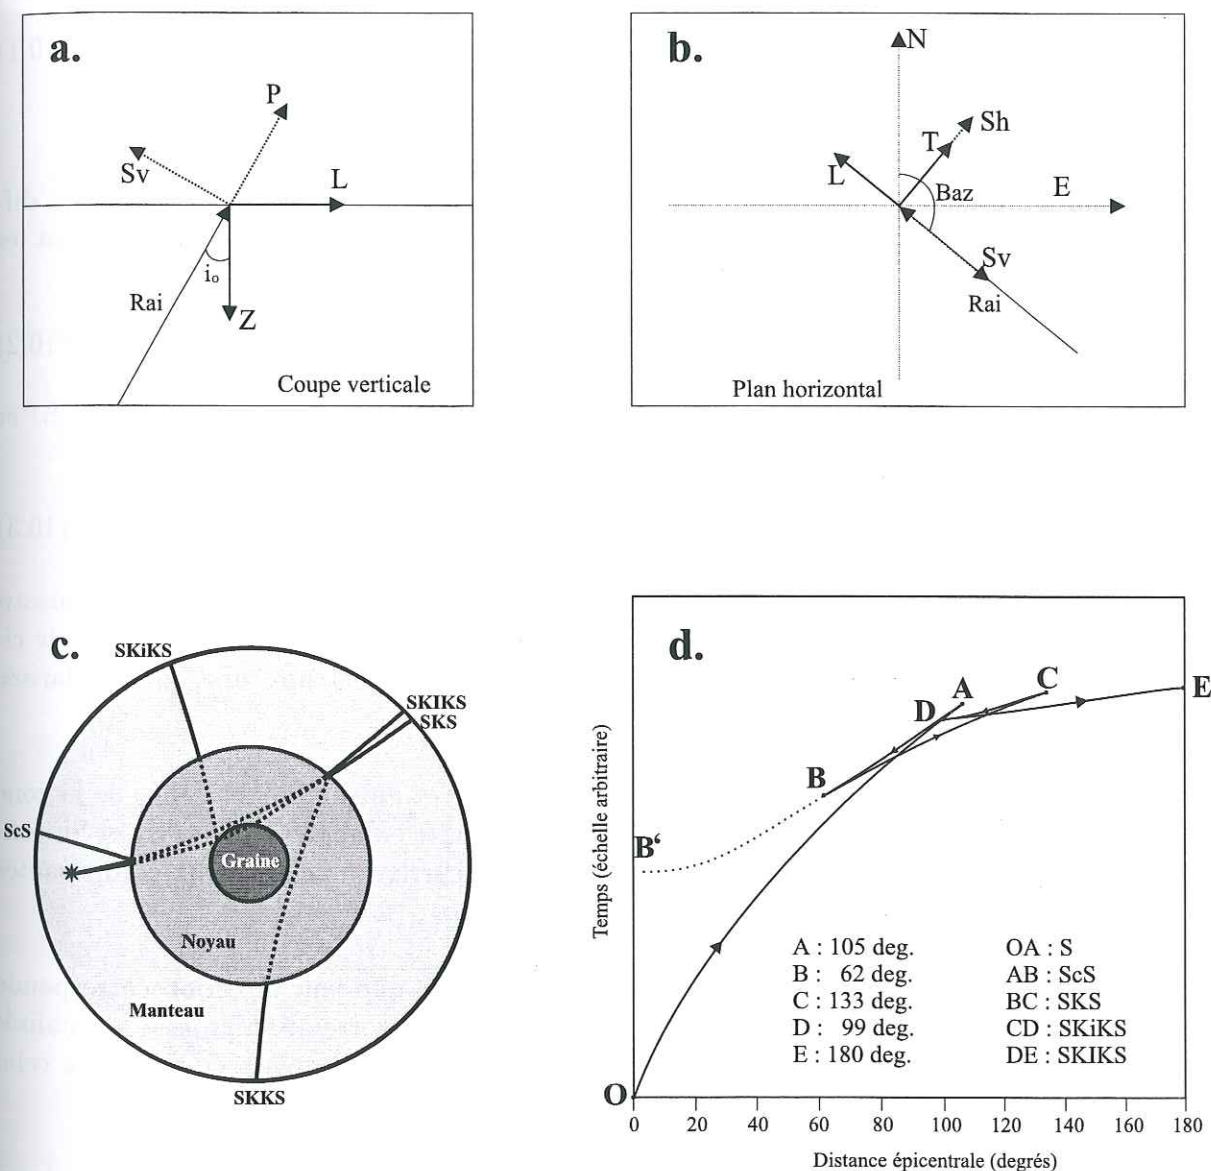 a.
P
Sv
L
i₀
Rai
Z
Coupe verticale
b.
N
Sh
T
L
Baz
E
Sv
Rai
Plan horizontal
c.
SKiKS
SKIKS
SKS
ScS
Graine
Noyau
Manteau
SKKS
d.
Temps (échelle arbitraire)
A
C
D
E
B
B‘
O
A : 105 deg.
B : 62 deg.
C : 133 deg.
D : 99 deg.
E : 180 deg.
OA : S
AB : ScS
BC : SKS
CD : SKiKS
DE : SKIKS
0 20 40 60 80 100 120 140 160 180
Distance épicentrale (degrés)